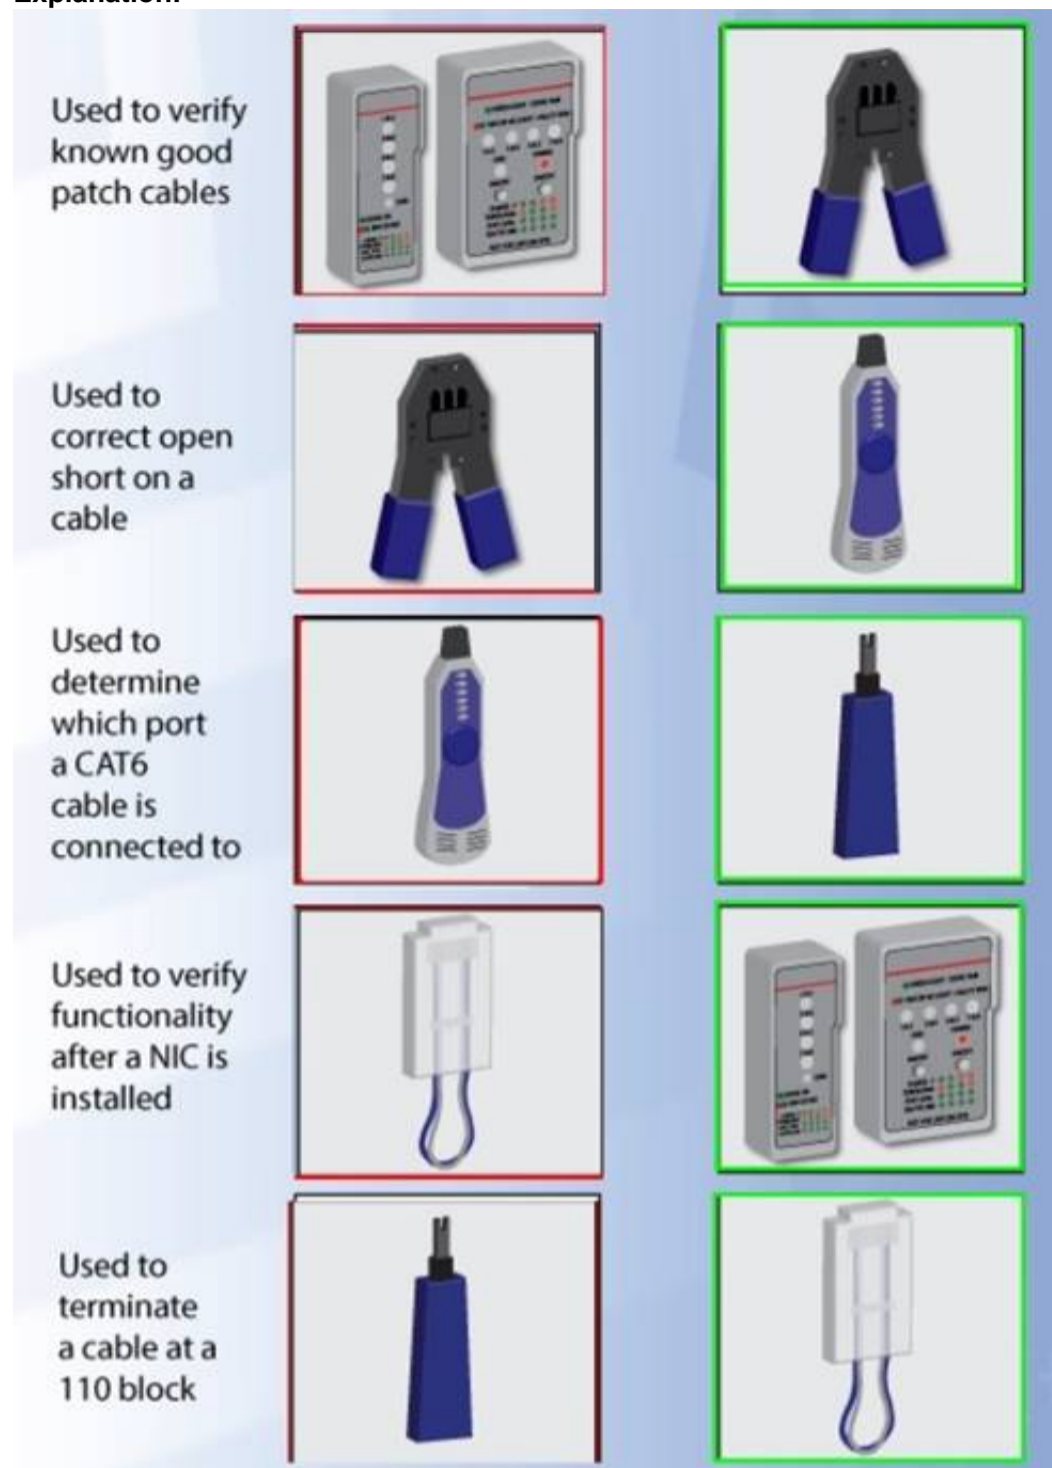 Explanation:
Used to verify
known good
patch cables
Used to
correct open
short on a
cable
Used to
determine
which port
a CAT6
cable is
connected to
Used to verify
functionality
after a NIC is
installed
Used to
terminate
a cable at a
110 block